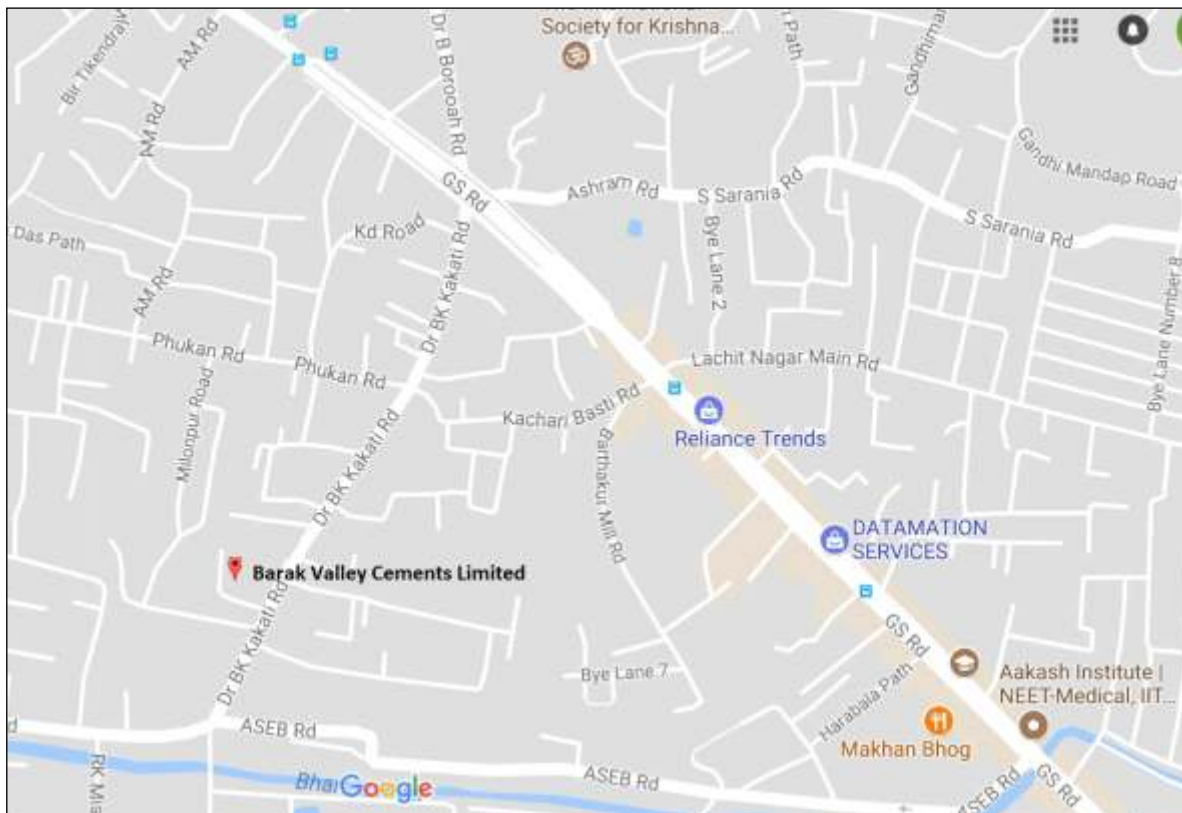 Society for Krishna...
Bir Tikendrajv
AM Rd
Dr B Borooah Rd
Path
Gandhiman
AM Rd
Gandhi Mandap Road
GS Rd
Ashram Rd
S Sarania Rd
S Sarania Rd
Das Path
Kd Road
Bye Lane 2
Dr BK Kakati Rd
AM Rd
Bye Lane Number 8
Phukan Rd
Phukan Rd
Lachit Nagar Main Rd
Milonpur Road
Kachari Basti Rd
Reliance Trends
Barthakur Mill Rd
Dr BK Kakati Rd
DATAMATION
SERVICES
Barak Valley Cements Limited
Dr BK Kakati Rd
GS Rd
Bye Lane 7
Harabala Path
Aakash Institute |
NEET-Medical, IIT...
ASEB Rd
Makhan Bhog
RK Mis
Bhar
Google
ASEB Rd
ASEB Rd
GS Rd